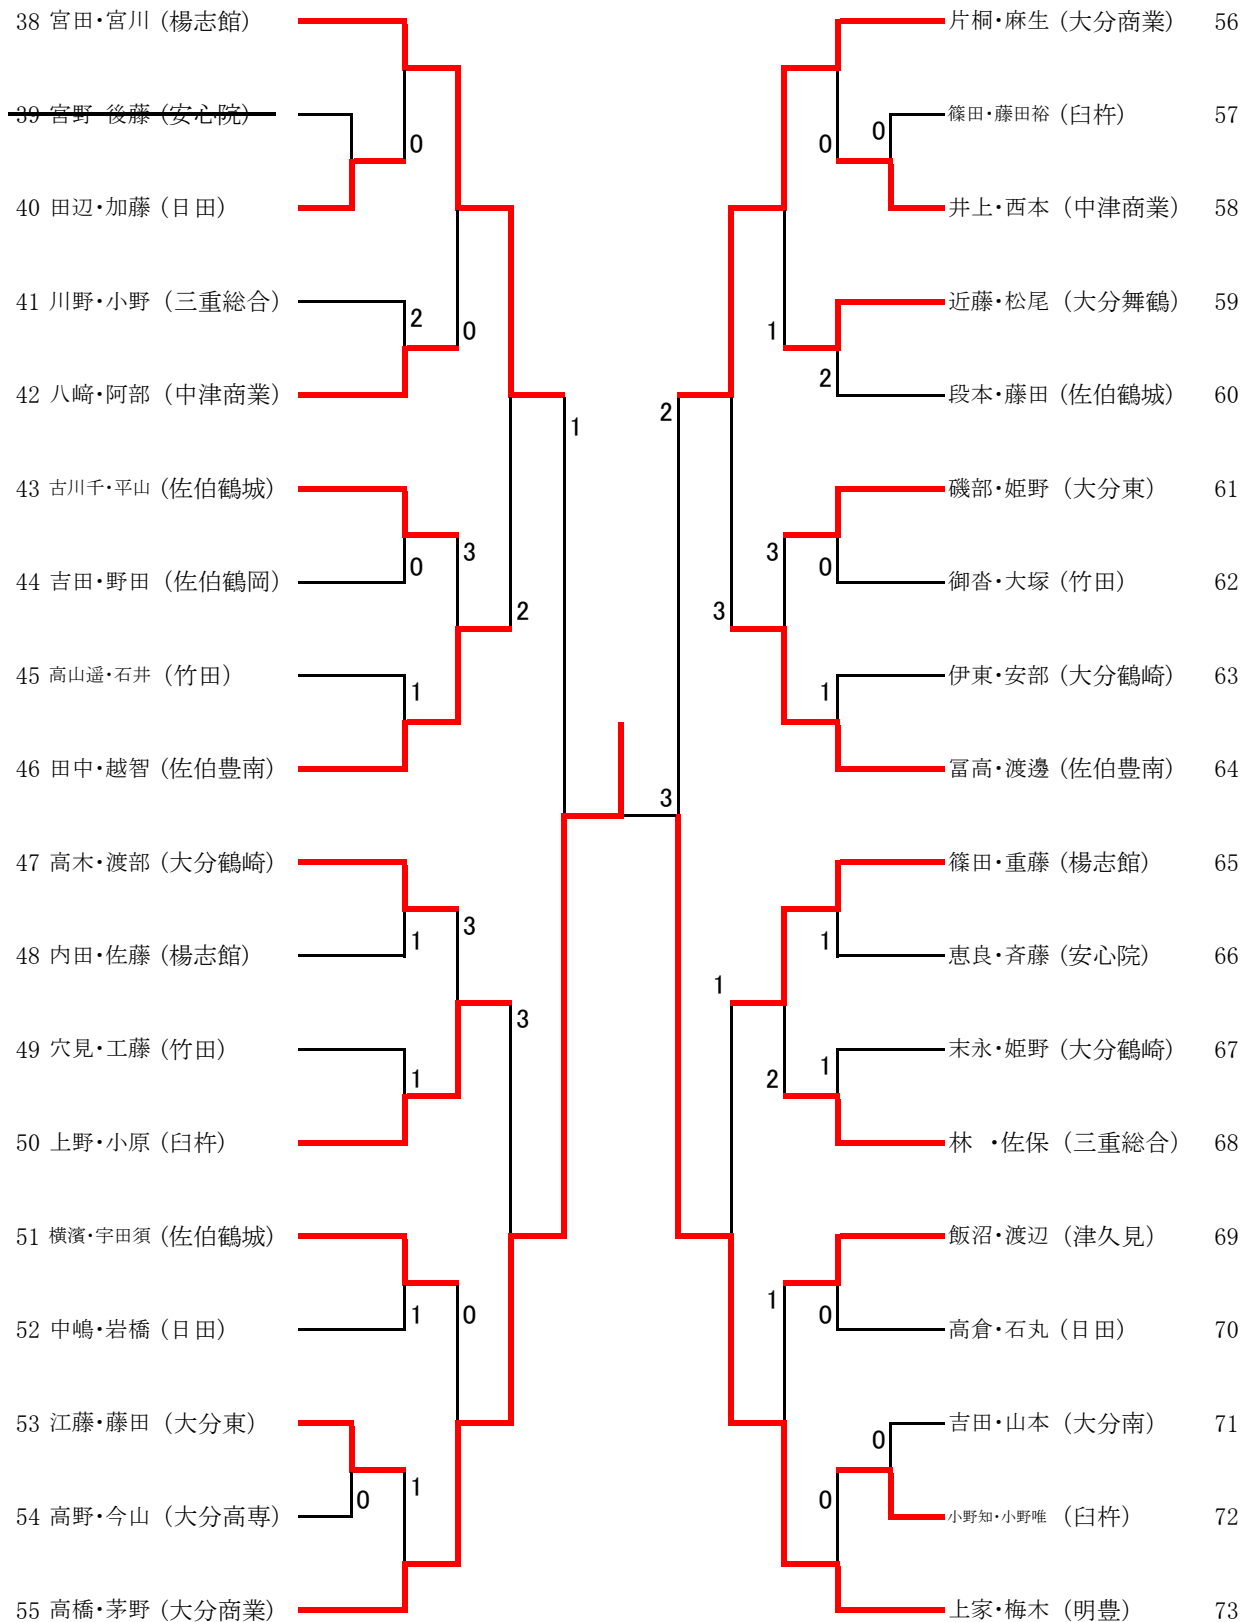 38 宮田・宮川 (楊志館)
39 宮野・後藤 (安心院)
0
40 田辺・加藤 (日田)
41 川野・小野 (三重総合)
2
0
42 八﨑・阿部 (中津商業)
1
43 古川千・平山 (佐伯鶴城)
3
0
44 吉田・野田 (佐伯鶴岡)
2
45 高山遥・石井 (竹田)
1
46 田中・越智 (佐伯豊南)
47 高木・渡部 (大分鶴崎)
3
1
48 内田・佐藤 (楊志館)
3
49 穴見・工藤 (竹田)
1
50 上野・小原 (臼杵)
51 横濱・宇田須 (佐伯鶴城)
1
0
52 中嶋・岩橋 (日田)
53 江藤・藤田 (大分東)
0
1
54 高野・今山 (大分高専)
55 高橋・茅野 (大分商業)
3
片桐・麻生 (大分商業) 56
篠田・藤田裕 (臼杵) 57
0
0
井上・西本 (中津商業) 58
近藤・松尾 (大分舞鶴) 59
1
2
段本・藤田 (佐伯鶴城) 60
2
磯部・姫野 (大分東) 61
3
0
御沓・大塚 (竹田) 62
3
伊東・安部 (大分鶴崎) 63
1
冨高・渡邊 (佐伯豊南) 64
篠田・重藤 (楊志館) 65
1
恵良・斉藤 (安心院) 66
1
末永・姫野 (大分鶴崎) 67
1
2
林 ・佐保 (三重総合) 68
飯沼・渡辺 (津久見) 69
1
0
高倉・石丸 (日田) 70
吉田・山本 (大分南) 71
0
0
小野知・小野唯 (臼杵) 72
上家・梅木 (明豊) 73